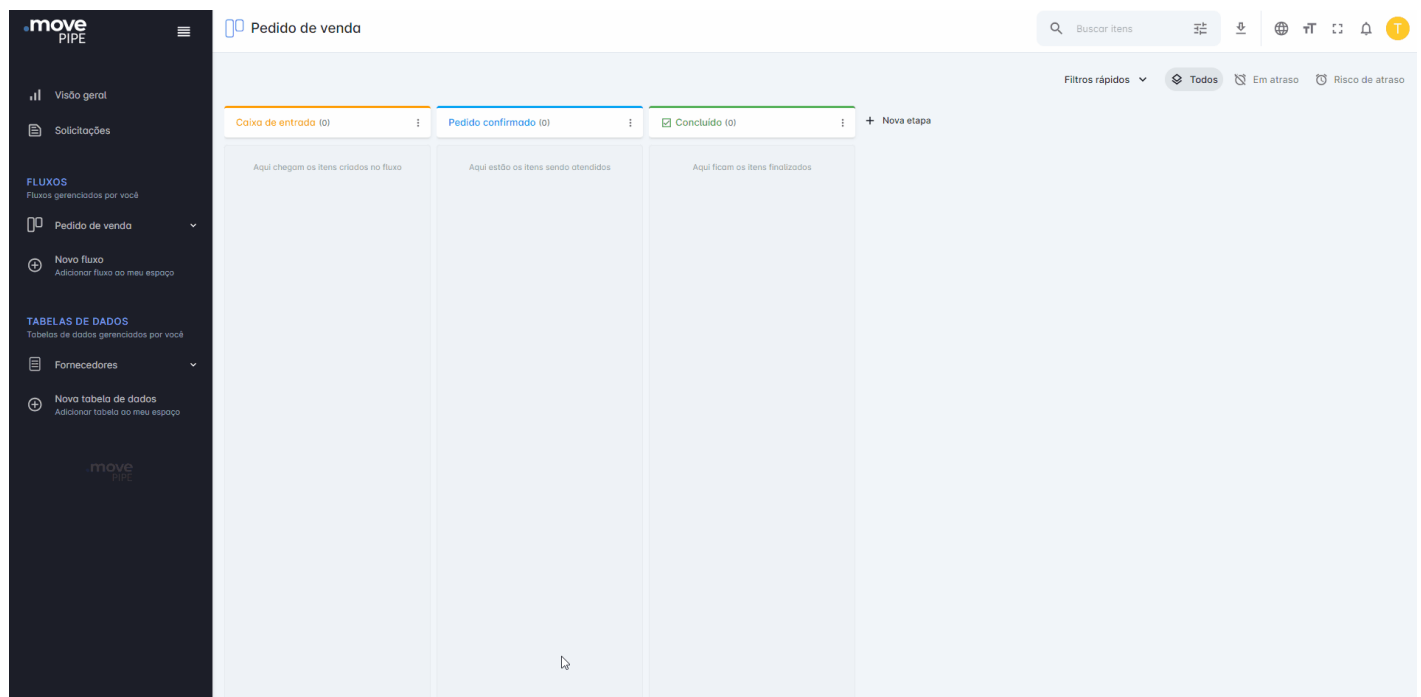 .move
PIPE
Pedido de venda
Buscar itens
T
Visão geral
Solicitações
FLUXOS
Fluxos gerenciados por você
Pedido de venda
Novo fluxo
Adicionar fluxo ao meu espaço
TABELAS DE DADOS
Tabelas de dados gerenciados por você
Fornecedores
Nova tabela de dados
Adicionar tabela ao meu espaço
.move
PIPE
Filtros rápidos Todos Em atraso Risco de atraso
Caixa de entrada (0) Pedido confirmado (0) Concluído (0) + Nova etapa
Aqui chegam os itens criados no fluxo Aqui estão os itens sendo atendidos Aqui ficam os itens finalizados